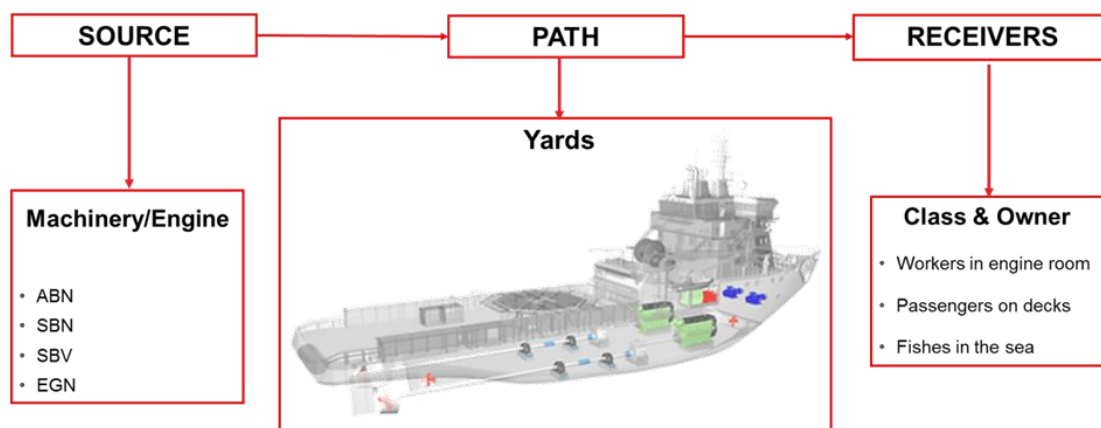 SOURCE
PATH
RECEIVERS
Yards
Machinery/Engine
• ABN
• SBN
• SBV
• EGN
Class & Owner
• Workers in engine room
• Passengers on decks
• Fishes in the sea